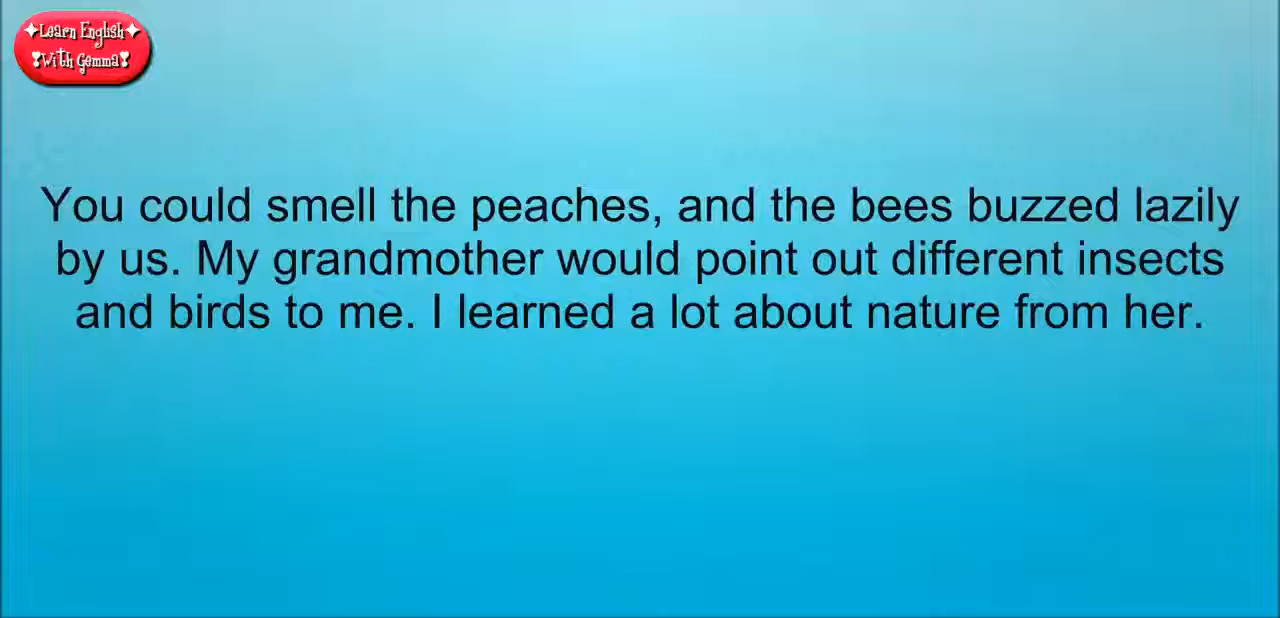 ✦Learn English✦
❣With Gemma❣
You could smell the peaches, and the bees buzzed lazily
by us. My grandmother would point out different insects
and birds to me. I learned a lot about nature from her.